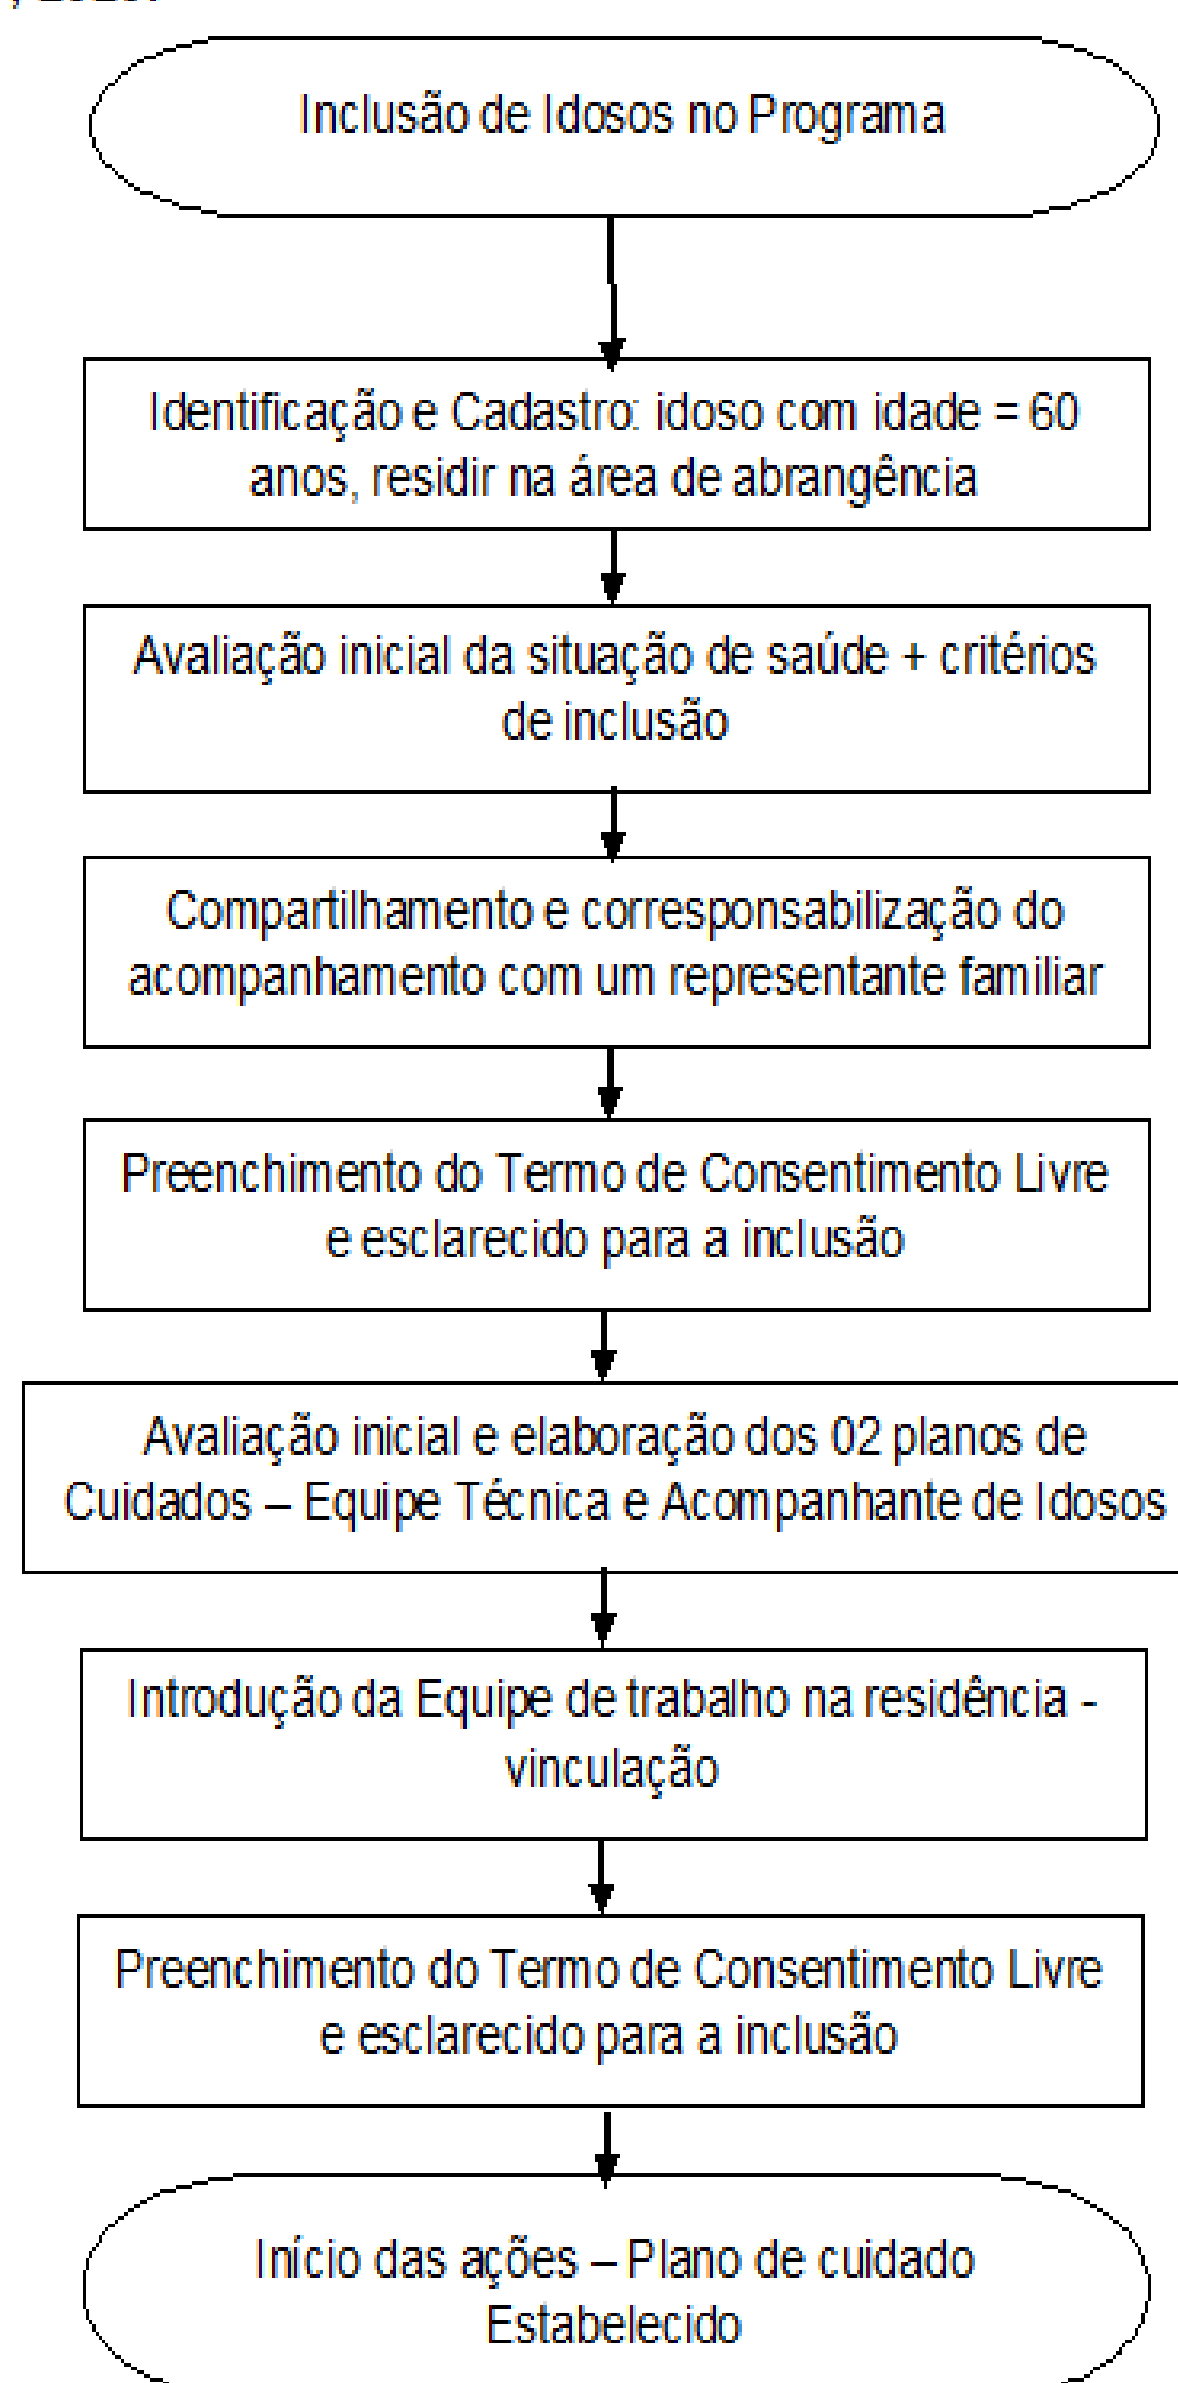 Inclusão de Idosos no Programa
Identificação e Cadastro: idoso com idade = 60
anos, residir na área de abrangência
Avaliação inicial da situação de saúde + critérios
de inclusão
Compartilhamento e corresponsabilização do
acompanhamento com um representante familiar
Preenchimento do Termo de Consentimento Livre
e esclarecido para a inclusão
Avaliação inicial e elaboração dos 02 planos de
Cuidados – Equipe Técnica e Acompanhante de Idosos
Introdução da Equipe de trabalho na residência -
vinculação
Preenchimento do Termo de Consentimento Livre
e esclarecido para a inclusão
Início das ações – Plano de cuidado
Estabelecido